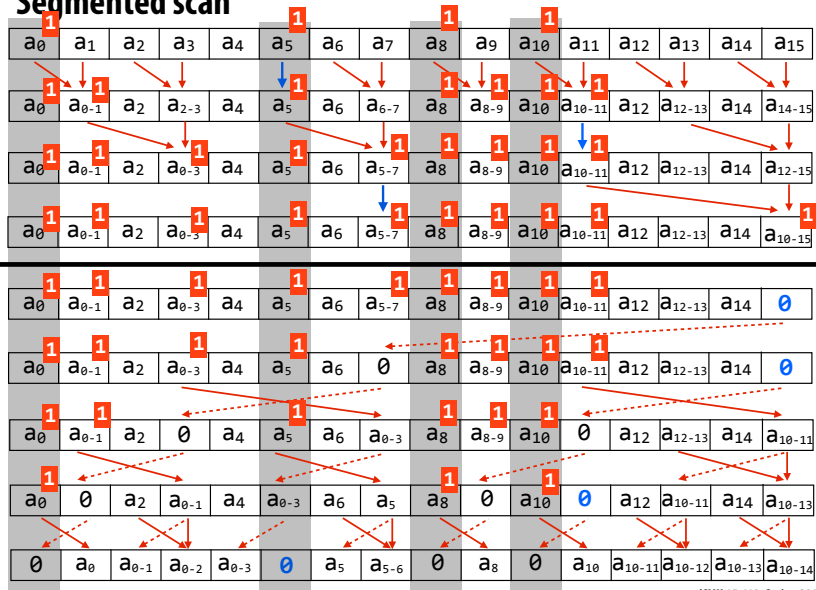 Segmented scan
1 1 1 1
a0 a1 a2 a3 a4 a5 a6 a7 a8 a9 a10 a11 a12 a13 a14 a15
1 1 1 1 1 1 1
a0 a0-1 a2 a2-3 a4 a5 a6 a6-7 a8 a8-9 a10 a10-11 a12 a12-13 a14 a14-15
1 1 1 1 1 1 1 1
a0 a0-1 a2 a0-3 a4 a5 a6 a5-7 a8 a8-9 a10 a10-11 a12 a12-13 a14 a12-15
1 1 1 1 1 1 1 1 1 1
a0 a0-1 a2 a0-3 a4 a5 a6 a5-7 a8 a8-9 a10 a10-11 a12 a12-13 a14 a10-15
1 1 1 1 1 1 1 1 1
a0 a0-1 a2 a0-3 a4 a5 a6 a5-7 a8 a8-9 a10 a10-11 a12 a12-13 a14 0
1 1 1 1 1 1 1 1
a0 a0-1 a2 a0-3 a4 a5 a6 0 a8 a8-9 a10 a10-11 a12 a12-13 a14 0
1 1 1 1 1 1
a0 a0-1 a2 0 a4 a5 a6 a0-3 a8 a8-9 a10 0 a12 a12-13 a14 a10-11
1 1 1
a0 0 a2 a0-1 a4 a0-3 a6 a5 a8 0 a10 0 a12 a10-11 a14 a10-13
0 a0 a0-1 a0-2 a0-3 0 a5 a5-6 0 a8 0 a10 a10-11 a10-12 a10-13 a10-14